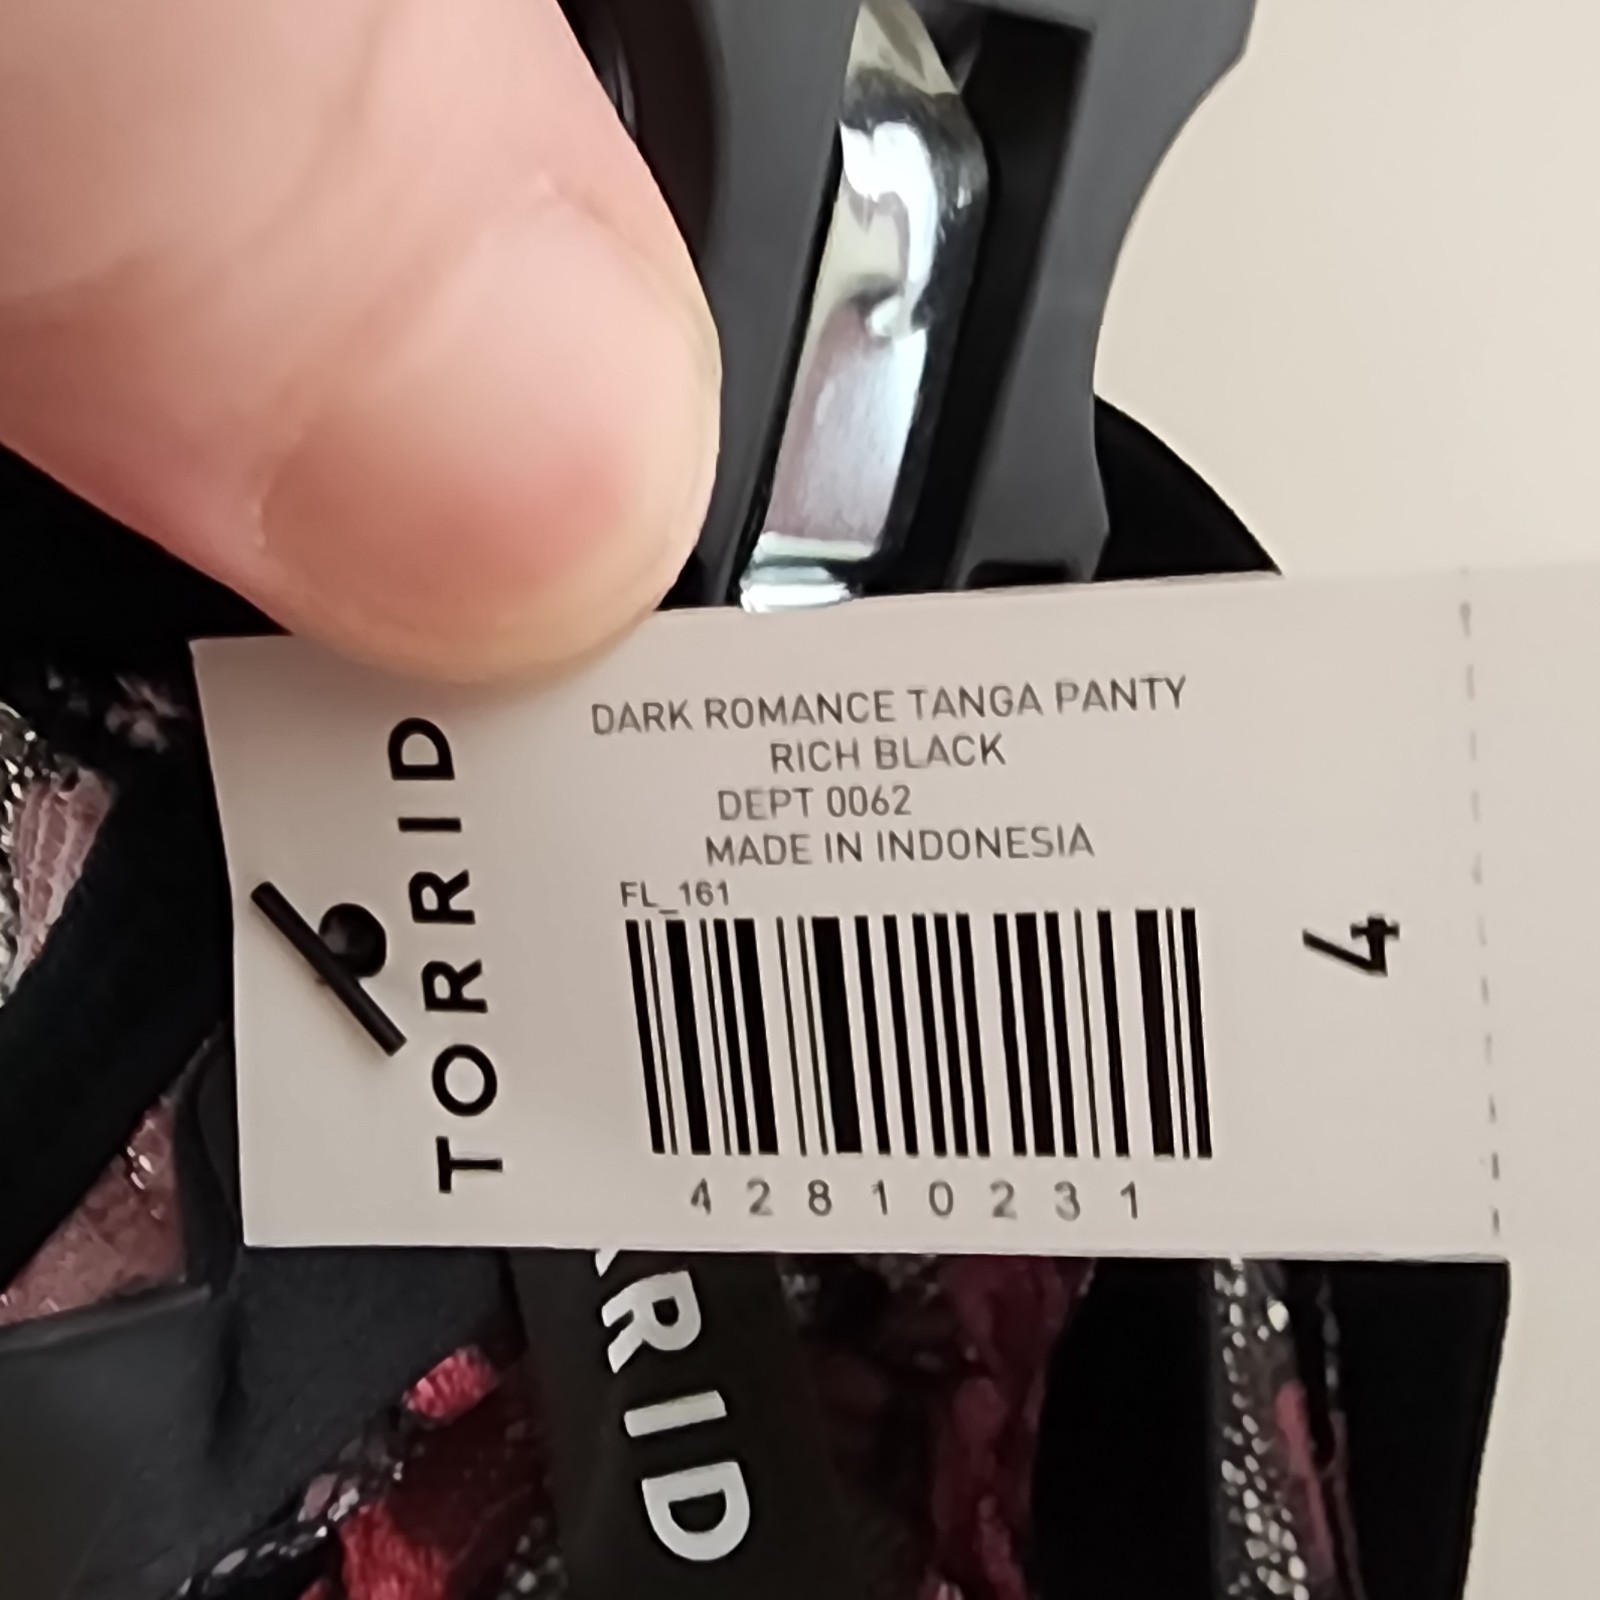 TORRID
DARK ROMANCE TANGA PANTY
RICH BLACK
DEPT 0062
MADE IN INDONESIA
FL_161
42810231
4
RRID